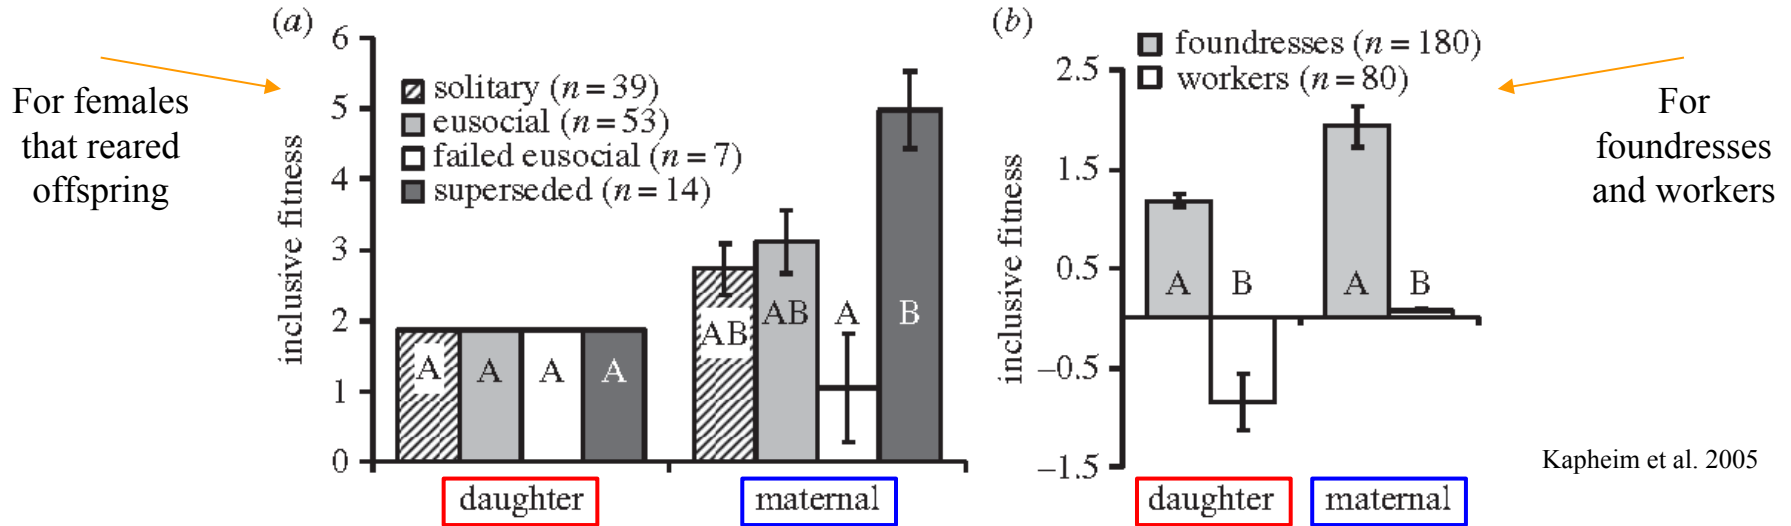 For females
that reared
offspring
(a)
inclusive fitness
6
5
4
3
2
1
0
solitary (n = 39)
eusocial (n = 53)
failed eusocial (n = 7)
superseded (n = 14)
A
A
A
A
AB
AB
A
B
daughter
maternal
(b)
foundresses (n = 180)
workers (n = 80)
inclusive fitness
2.5
1.5
0.5
−0.5
−1.5
A
B
A
B
daughter
maternal
For
foundresses
and workers
Kapheim et al. 2005